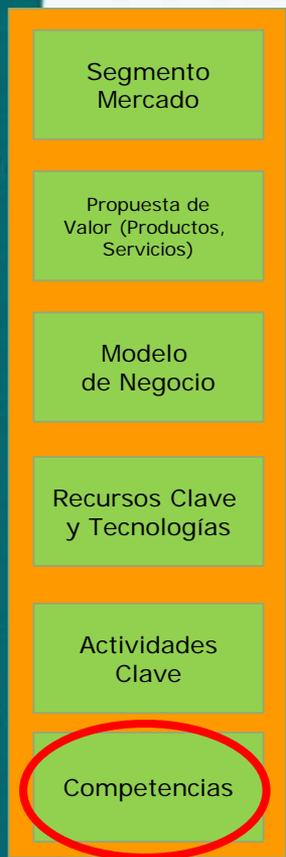 Segmento
Mercado
Propuesta de
Valor (Productos,
Servicios)
Modelo
de Negocio
Recursos Clave
y Tecnologías
Actividades
Clave
Competencias